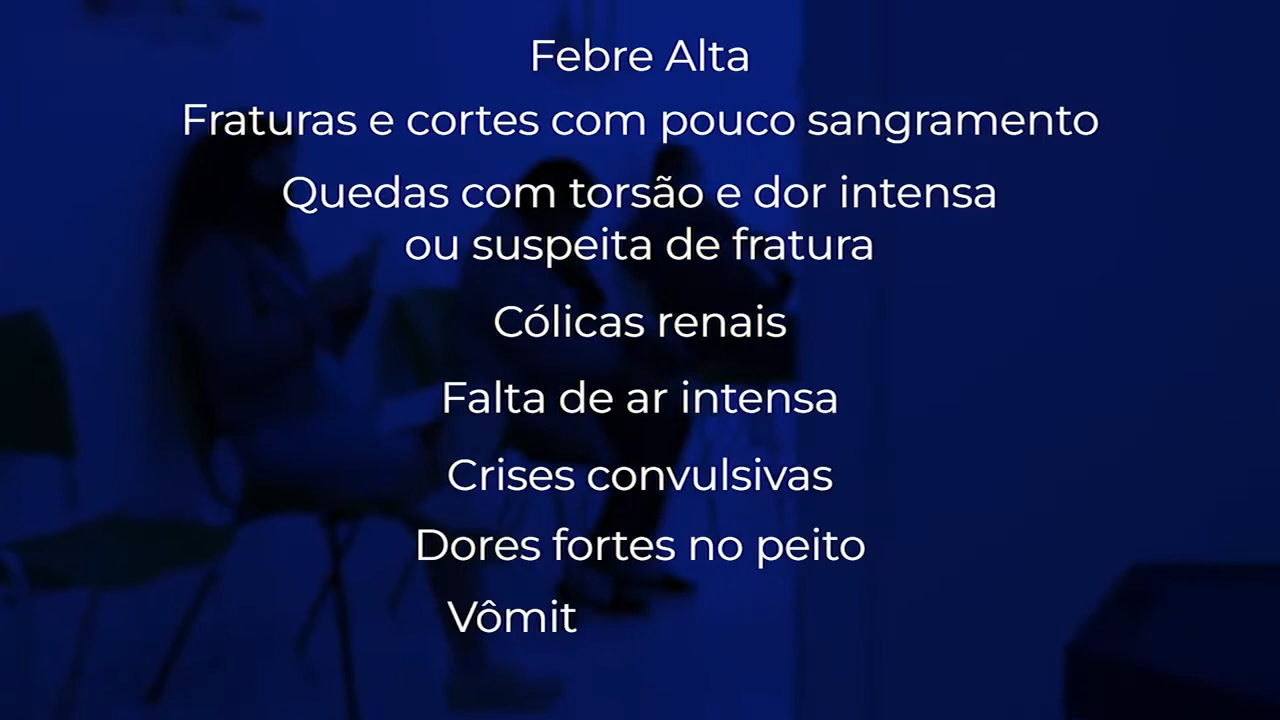 Febre Alta
Fraturas e cortes com pouco sangramento
Quedas com torsão e dor intensa
ou suspeita de fratura
Cólicas renais
Falta de ar intensa
Crises convulsivas
Dores fortes no peito
Vômit